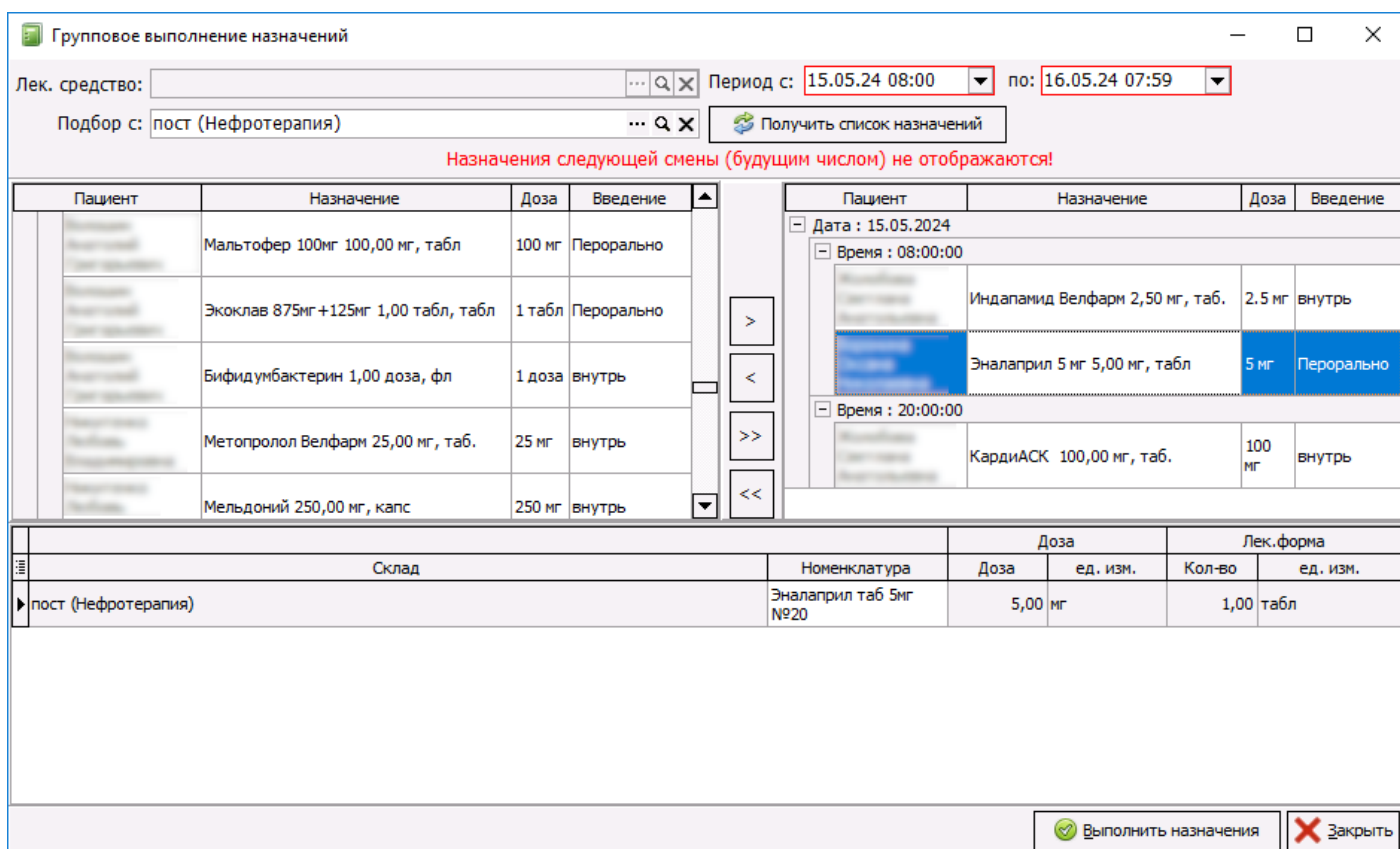 Групповое выполнение назначений
Лек. средство:
Период с: 15.05.24 08:00 по: 16.05.24 07:59
Подбор с: пост (Нефротерапия)
Получить список назначений
Назначения следующей смены (будущим числом) не отображаются!
Пациент Назначение Доза Введение
Мальтофер 100мг 100,00 мг, табл 100 мг Перорально
Экоклав 875мг+125мг 1,00 табл, табл 1 табл Перорально
Бифидумбактерин 1,00 доза, фл 1 доза внутрь
Метопролол Велфарм 25,00 мг, таб. 25 мг внутрь
Мельдоний 250,00 мг, капс 250 мг внутрь
>
<
>>
<<
Пациент Назначение Доза Введение
Дата : 15.05.2024
Время : 08:00:00
Индапамид Велфарм 2,50 мг, таб. 2.5 мг внутрь
Эналаприл 5 мг 5,00 мг, табл 5 мг Перорально
Время : 20:00:00
КардиАСК 100,00 мг, таб. 100 мг внутрь
Доза Лек.форма
Склад Номенклатура Доза ед. изм. Кол-во ед. изм.
пост (Нефротерапия) Эналаприл таб 5мг №20 5,00 мг 1,00 табл
Выполнить назначения Закрыть